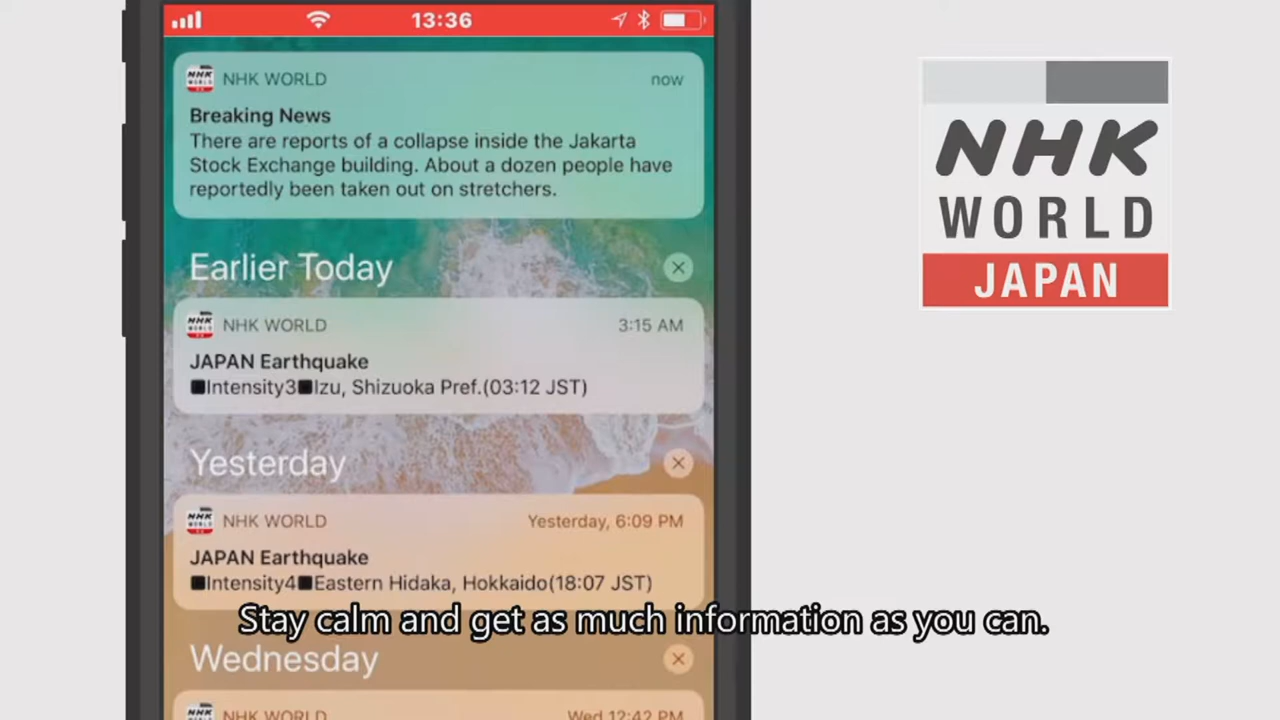 13:36
NHK WORLD now
Breaking News
There are reports of a collapse inside the Jakarta
Stock Exchange building. About a dozen people have
reportedly been taken out on stretchers.
Earlier Today
NHK WORLD 3:15 AM
JAPAN Earthquake
■Intensity3■Izu, Shizuoka Pref.(03:12 JST)
Yesterday
NHK WORLD Yesterday, 6:09 PM
JAPAN Earthquake
■Intensity4■Eastern Hidaka, Hokkaido(18:07 JST)
Stay calm and get as much information as you can.
Wednesday
NHK WORLD Wed 12:42 PM
NHK
WORLD
JAPAN